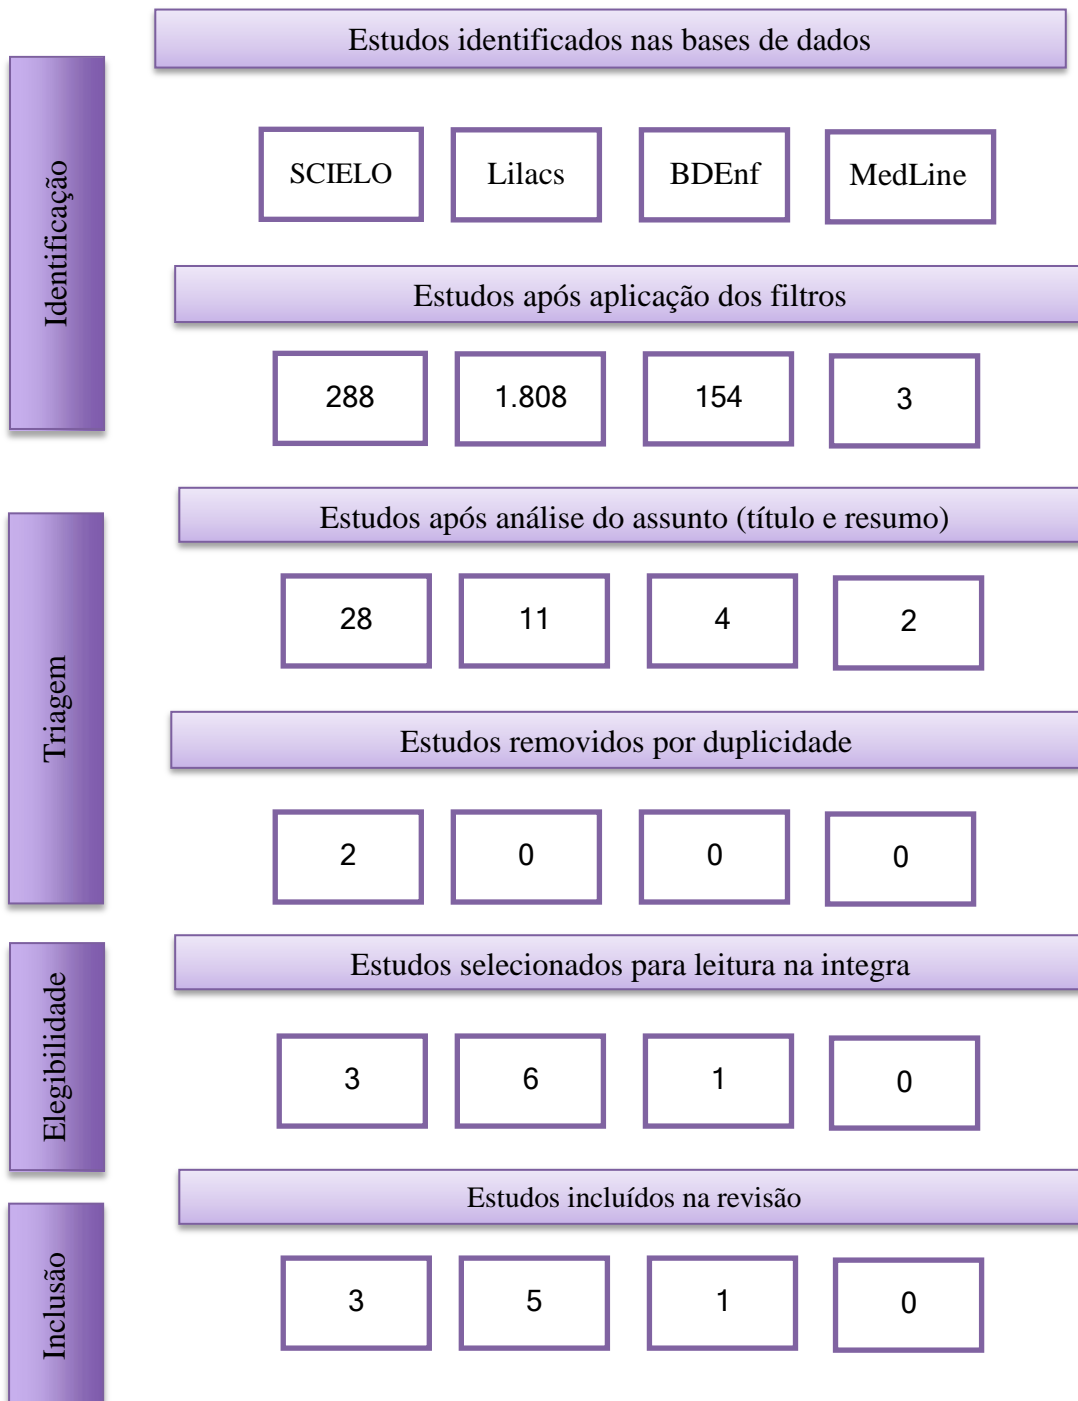 Estudos identificados nas bases de dados
Identificação
SCIELO Lilacs BDEnf MedLine
Estudos após aplicação dos filtros
288 1.808 154 3
Estudos após análise do assunto (título e resumo)
Triagem
28 11 4 2
Estudos removidos por duplicidade
2 0 0 0
Estudos selecionados para leitura na integra
Elegibilidade
3 6 1 0
Estudos incluídos na revisão
Inclusão
3 5 1 0